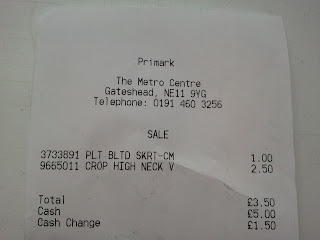 Primark
The Metro Centre
Gateshead, NE11 9YG
Telephone: 0191 460 3256
SALE
3733891 PLT BLTD SKRT-CM 1.00
9665011 CROP HIGH NECK V 2.50
Total £3.50
Cash £5.00
Cash Change £1.50